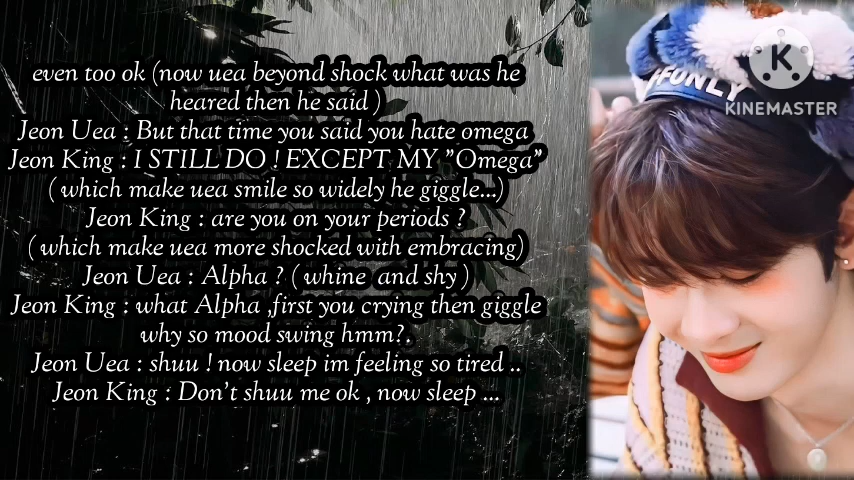 even too ok (now uea beyond shock what was he
heared then he said )
Jeon Uea : But that time you said you hate omega
Jeon King : I STILL DO ! EXCEPT MY "Omega"
( which make uea smile so widely he giggle...)
Jeon King : are you on your periods ?
( which make uea more shocked with embracing)
Jeon Uea : Alpha ? ( whine and shy )
Jeon King : what Alpha ,first you crying then giggle
why so mood swing hmm?.
Jeon Uea : shuu ! now sleep im feeling so tired ..
Jeon King : Don't shuu me ok , now sleep ...
K
KINEMASTER